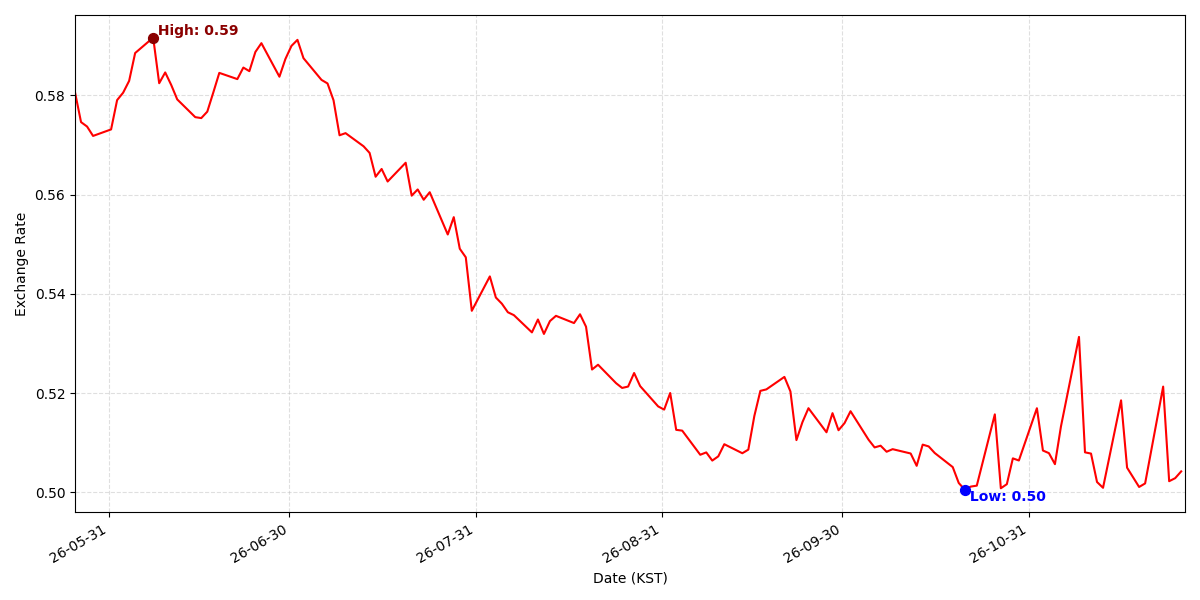 High: 0.59
0.58
0.56
0.54
0.52
0.50
Exchange Rate
Low: 0.50
26-05-31
26-06-30
26-07-31
26-08-31
26-09-30
26-10-31
Date (KST)